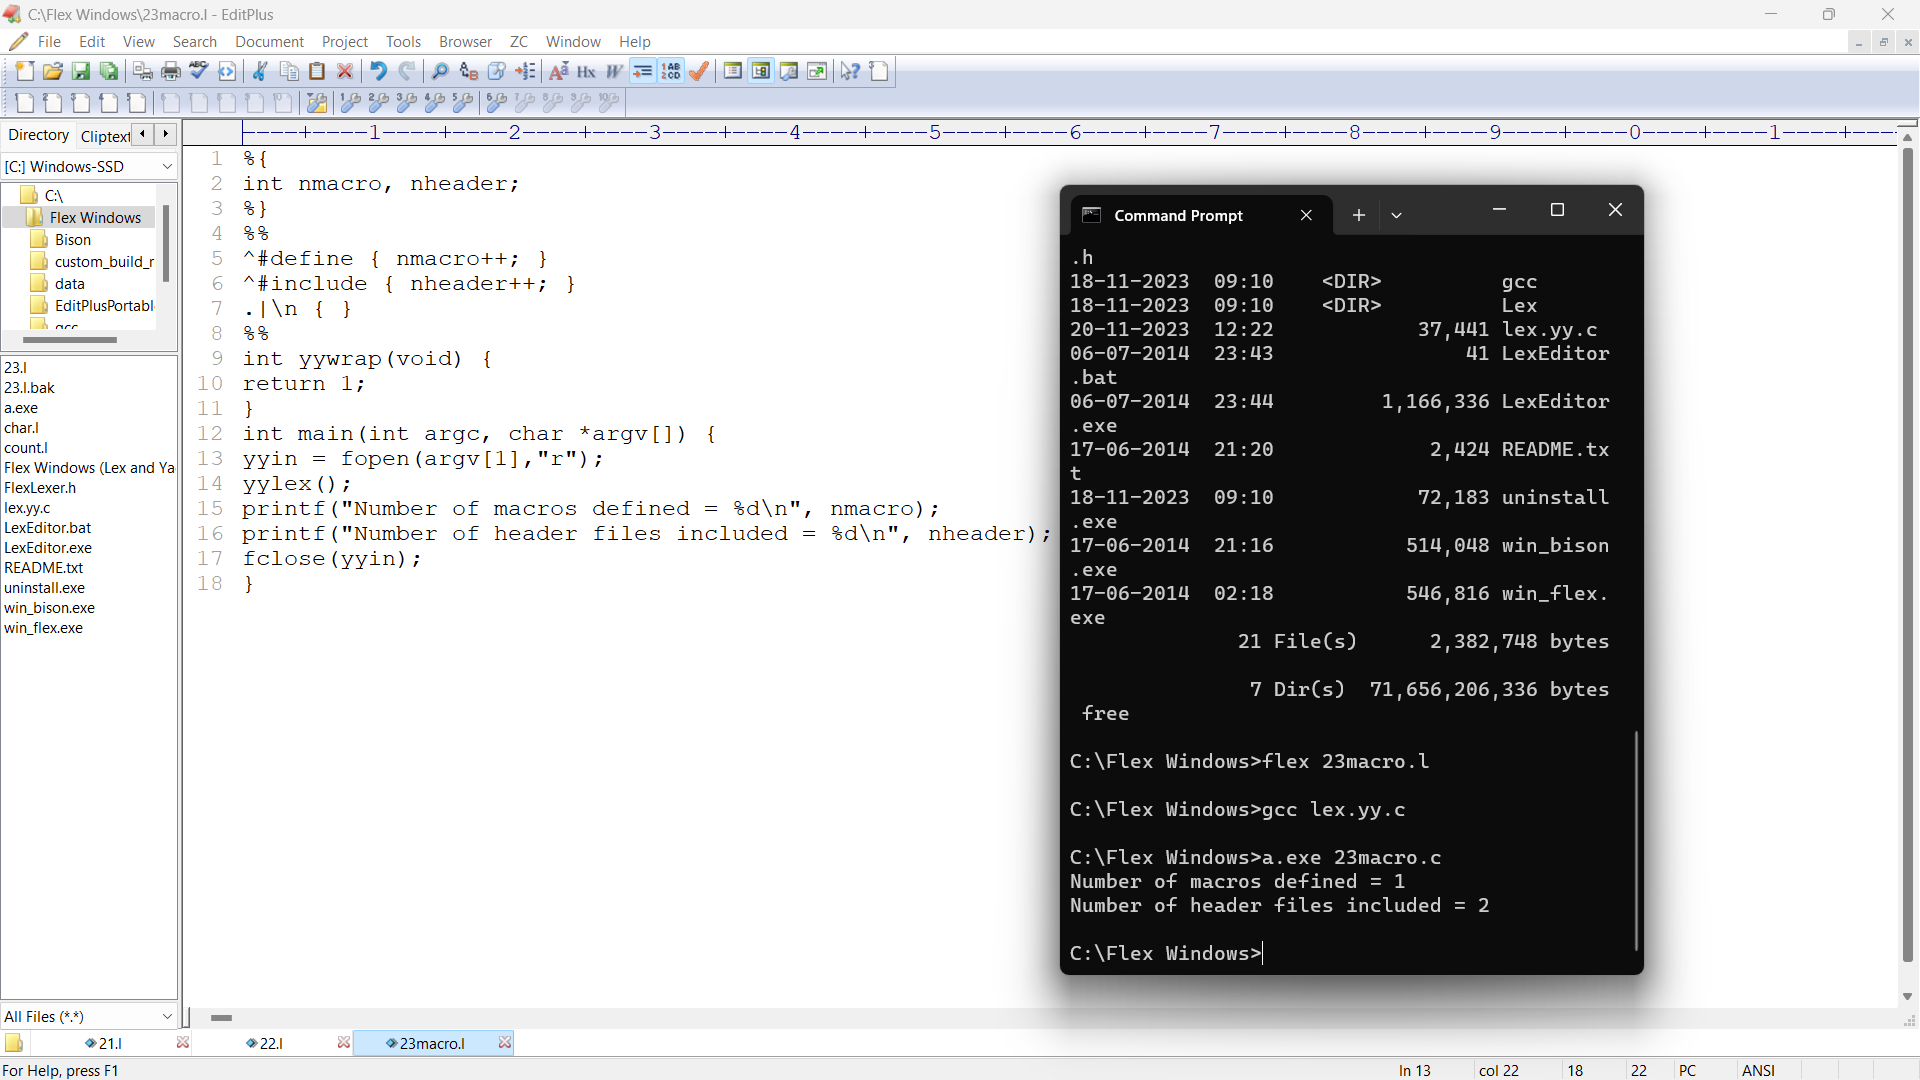 C:\Flex Windows\23macro.l - EditPlus
File Edit View Search Document Project Tools Browser ZC Window Help
Directory Cliptext
[C:] Windows-SSD
C:\
Flex Windows
Bison
custom_build_r
data
EditPlusPortabl
gcc
23.l
23.l.bak
a.exe
char.l
count.l
Flex Windows (Lex and Ya
FlexLexer.h
lex.yy.c
LexEditor.bat
LexEditor.exe
README.txt
uninstall.exe
win_bison.exe
win_flex.exe
All Files (*.*)
----+----1----+----2----+----3----+----4----+----5----+----6----+----7----+----8----+----9----+----0----+----1----+---
1 %{
2 int nmacro, nheader;
3 %}
4 %%
5 ^#define { nmacro++; }
6 ^#include { nheader++; }
7 .|\n { }
8 %%
9 int yywrap(void) {
10 return 1;
11 }
12 int main(int argc, char *argv[]) {
13 yyin = fopen(argv[1],"r");
14 yylex();
15 printf("Number of macros defined = %d\n", nmacro);
16 printf("Number of header files included = %d\n", nheader);
17 fclose(yyin);
18 }
Command Prompt
.h
18-11-2023 09:10 <DIR> gcc
18-11-2023 09:10 <DIR> Lex
20-11-2023 12:22 37,441 lex.yy.c
06-07-2014 23:43 41 LexEditor
.bat
06-07-2014 23:44 1,166,336 LexEditor
.exe
17-06-2014 21:20 2,424 README.tx
t
18-11-2023 09:10 72,183 uninstall
.exe
17-06-2014 21:16 514,048 win_bison
.exe
17-06-2014 02:18 546,816 win_flex.
exe
21 File(s) 2,382,748 bytes
7 Dir(s) 71,656,206,336 bytes
free
C:\Flex Windows>flex 23macro.l
C:\Flex Windows>gcc lex.yy.c
C:\Flex Windows>a.exe 23macro.c
Number of macros defined = 1
Number of header files included = 2
C:\Flex Windows>
21.l 22.l 23macro.l
For Help, press F1 ln 13 col 22 18 22 PC ANSI